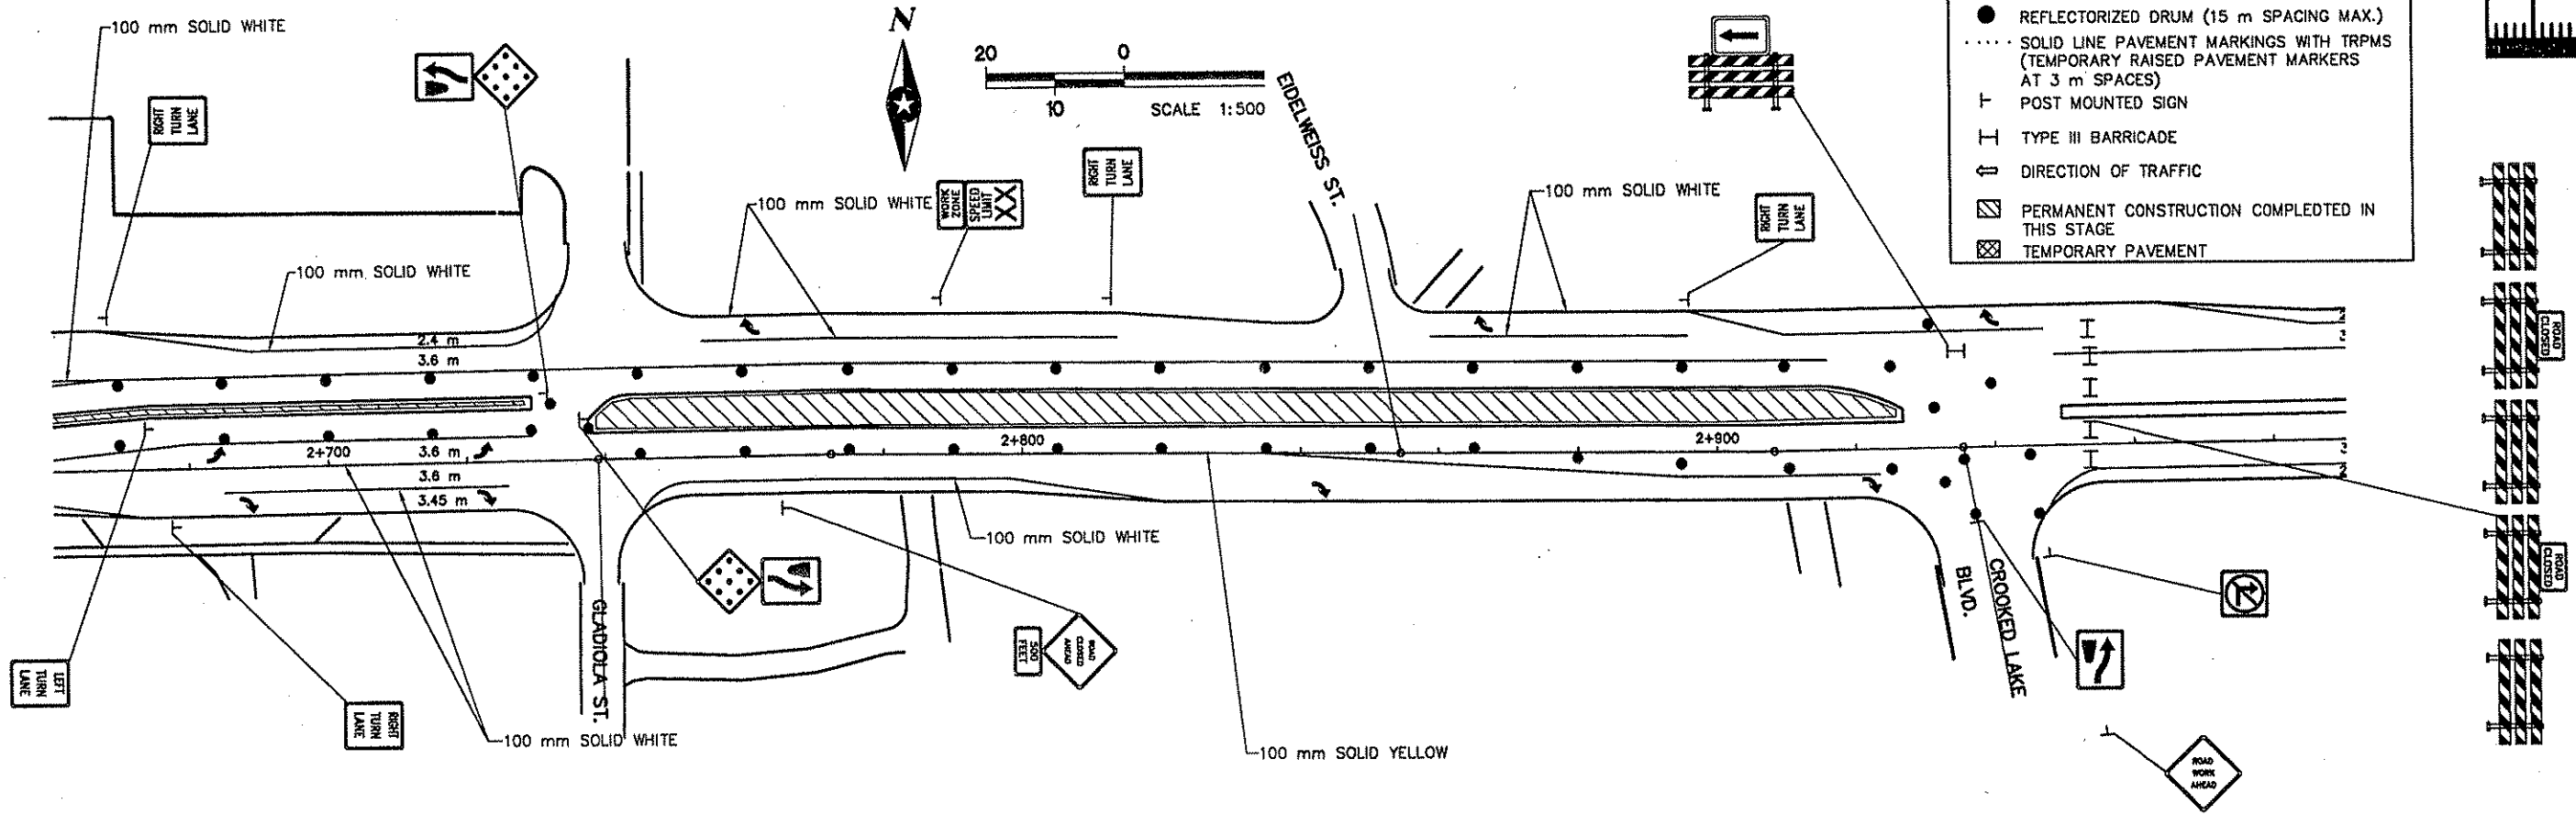 100 mm SOLID WHITE
N
20
0
10
SCALE 1:500
EIDELWEISS ST.
REFLECTORIZED DRUM (15 m SPACING MAX.)
SOLID LINE PAVEMENT MARKINGS WITH TRPMS
(TEMPORARY RAISED PAVEMENT MARKERS
AT 3 m SPACES)
POST MOUNTED SIGN
TYPE III BARRICADE
DIRECTION OF TRAFFIC
PERMANENT CONSTRUCTION COMPLEDTED IN
THIS STAGE
TEMPORARY PAVEMENT
RIGHT
TURN
LANE
100 mm SOLID WHITE
WORK
ZONE
SPEED
LIMIT
XX
RIGHT
TURN
LANE
100 mm SOLID WHITE
RIGHT
TURN
LANE
100 mm SOLID WHITE
2.4 m
3.6 m
2+700
3.6 m
3.6 m
3.45 m
2+800
2+900
ROAD
CLOSED
ROAD
CLOSED
100 mm SOLID WHITE
GLADIOLA ST.
ROAD
CLOSED
AHEAD
500
FEET
CROOKED LAKE
BLVD.
LEFT
TURN
LANE
RIGHT
TURN
LANE
100 mm SOLID WHITE
100 mm SOLID YELLOW
ROAD
WORK
AHEAD